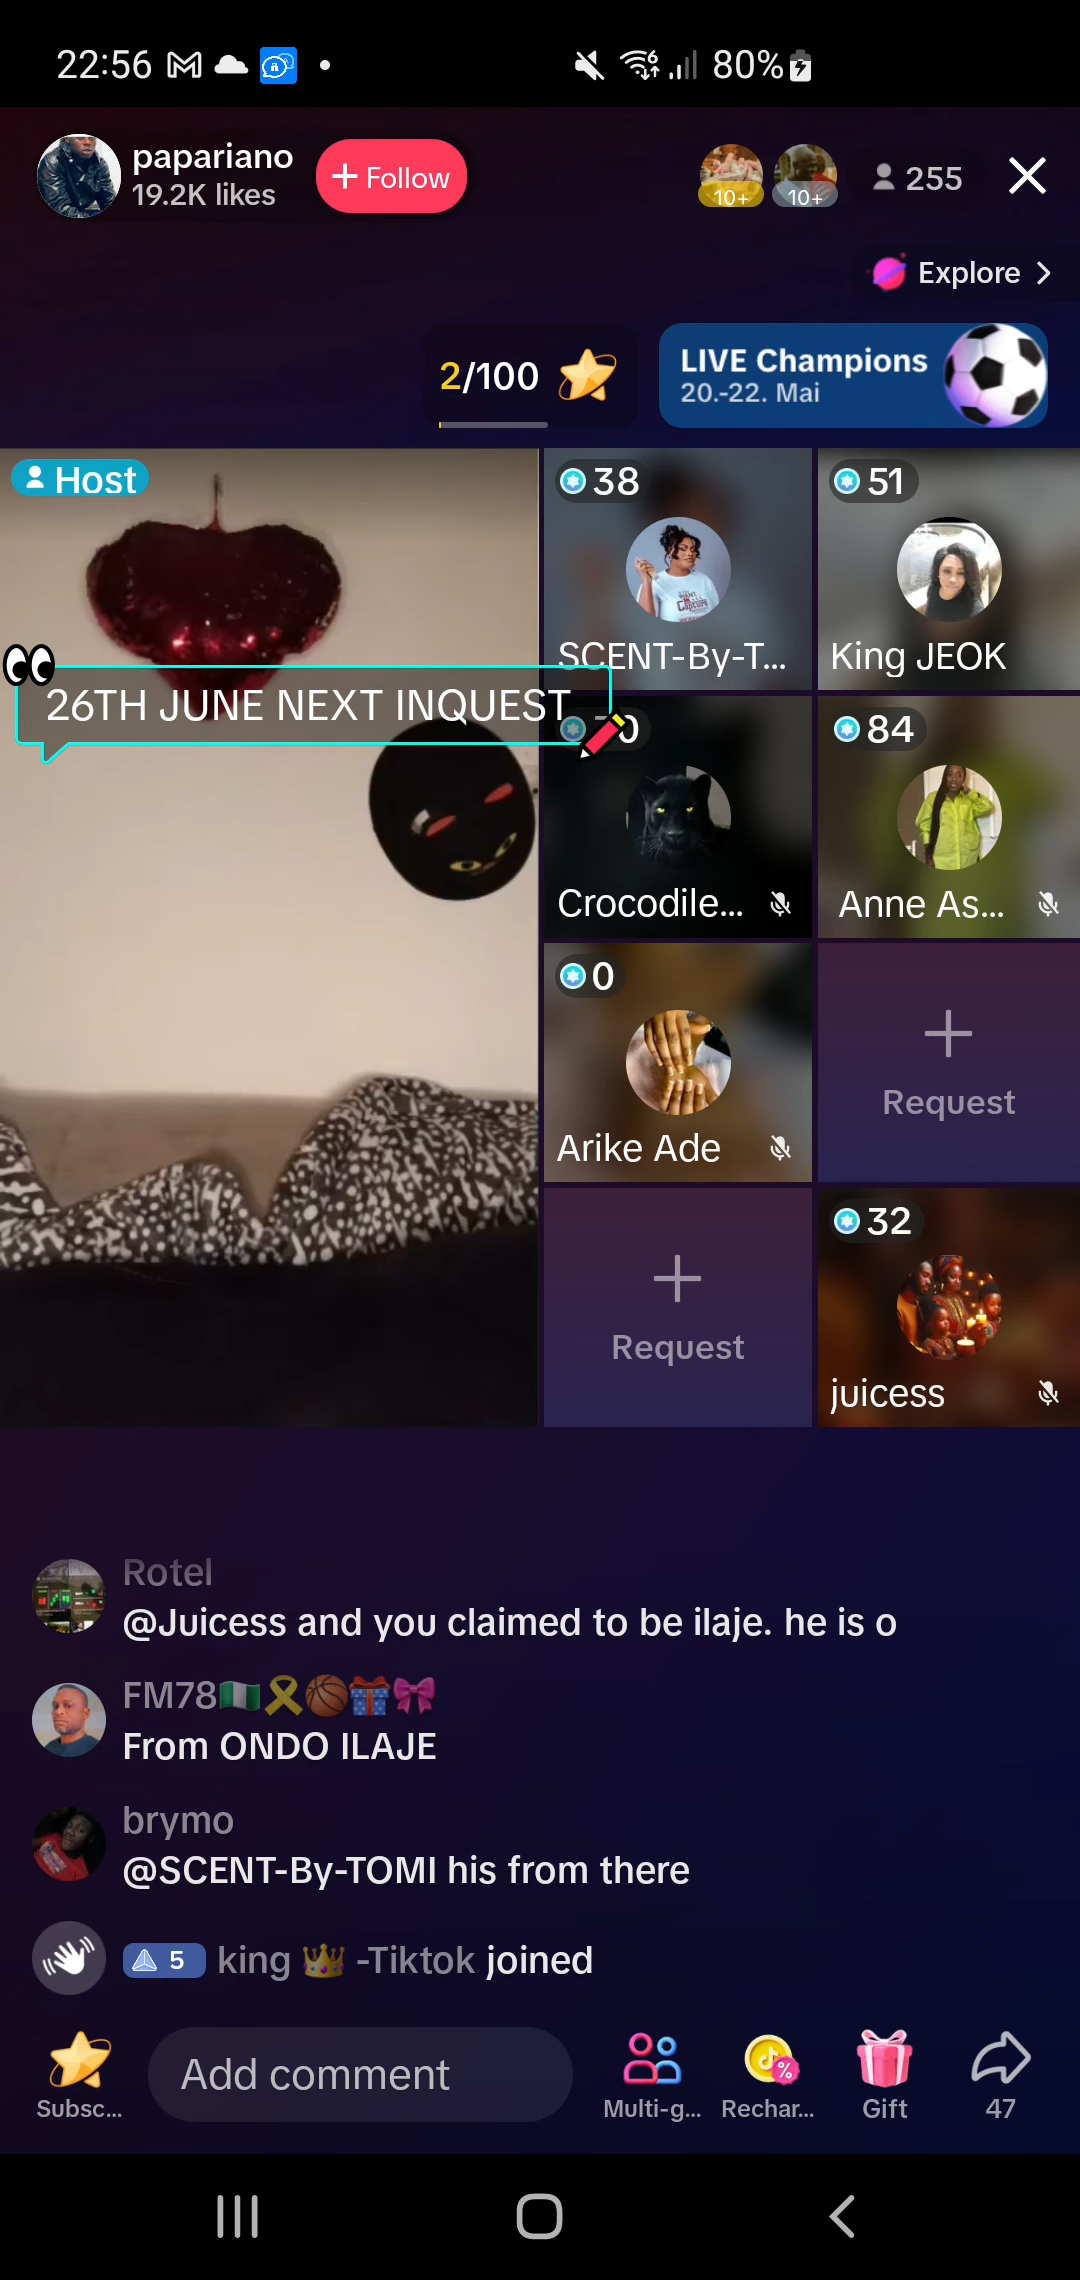 22:56
80%
papariano
19.2K likes
+ Follow
10+
10+
255
Explore >
2/100
LIVE Champions
20.-22. Mai
Host
38
SCENT-By-T...
51
King JEOK
26TH JUNE NEXT INQUEST
Crocodile...
84
Anne As...
0
Arike Ade
Request
Request
32
juicess
Rotel
@Juicess and you claimed to be ilaje. he is o
FM78
From ONDO ILAJE
brymo
@SCENT-By-TOMI his from there
5 king 👑 -Tiktok joined
Subsc...
Add comment
Multi-g...
Rechar...
Gift
47